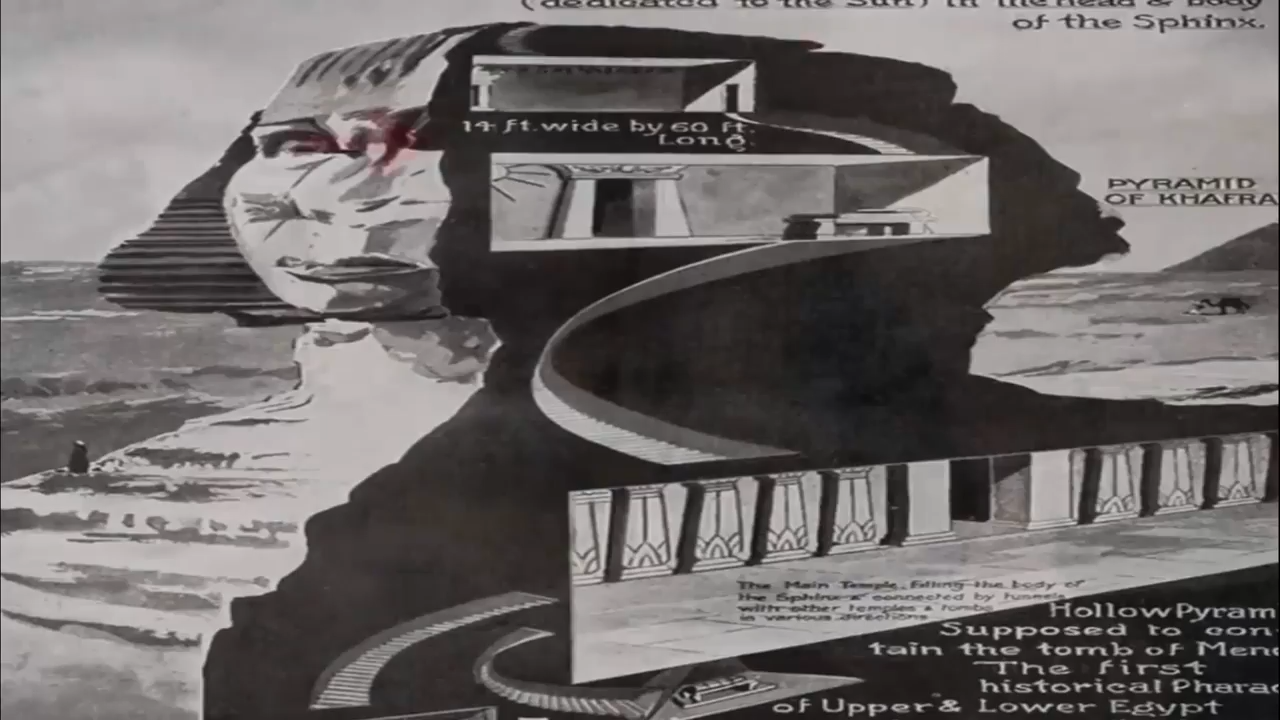 (dedicated to the Sun) in the head & body
of the Sphinx.
14 ft. wide by 60 ft.
Long.
PYRAMID
OF KHAFRA
The Main Temple, filling the body of
the Sphinx & connected by tunnels
with other temples & tombs
in various directions
Hollow Pyram
Supposed to con
tain the tomb of Mene
The first
historical Pharao
of Upper & Lower Egypt